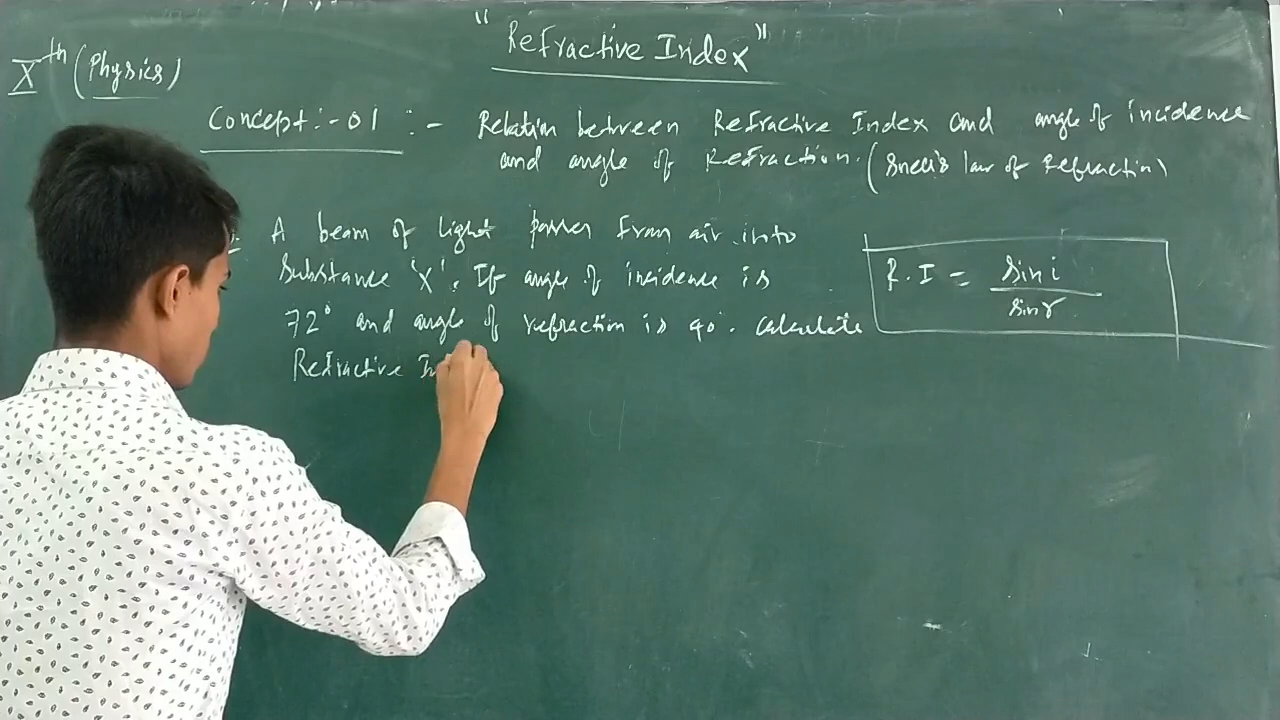 "Refractive Index"
Xth (Physics)
Concept :- 01 :- Relation between Refractive Index and angle of incidence
and angle of Refraction. (Snell's law of Refraction)
A beam of light passes from air into
Substance 'X'. If angle of incidence is
72° and angle of refraction is 40°. Calculate
Refractive In
R.I = sin i
sin r